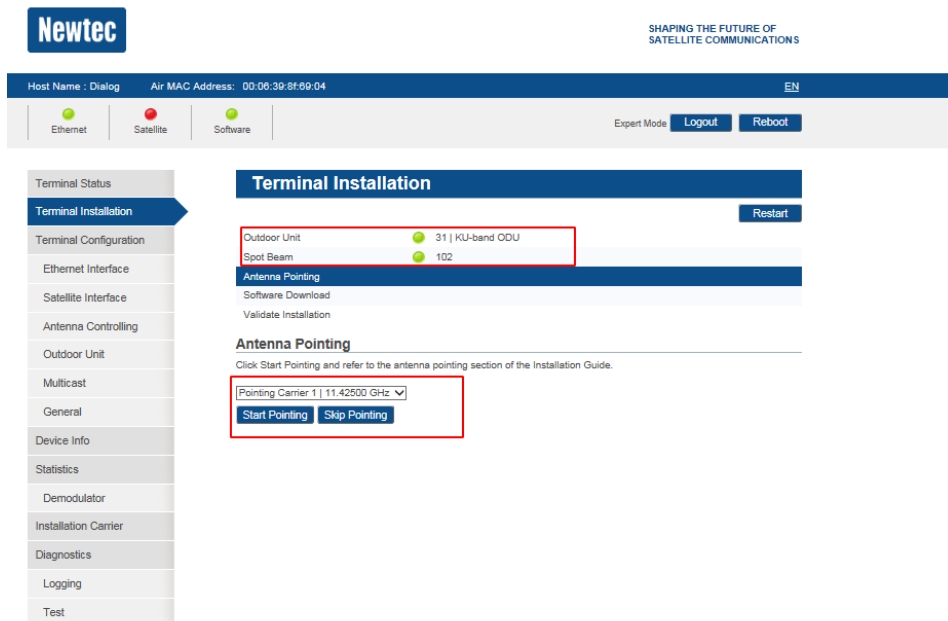 Newtec
SHAPING THE FUTURE OF
SATELLITE COMMUNICATIONS
Host Name : Dialog Air MAC Address: 00:06:39:8f:69:04 EN
Ethernet Satellite Software
Expert Mode Logout Reboot
Terminal Status
Terminal Installation
Terminal Configuration
Ethernet Interface
Satellite Interface
Antenna Controlling
Outdoor Unit
Multicast
General
Device Info
Statistics
Demodulator
Installation Carrier
Diagnostics
Logging
Test
Terminal Installation
Restart
Outdoor Unit 31 | KU-band ODU
Spot Beam 102
Antenna Pointing
Software Download
Validate Installation
Antenna Pointing
Click Start Pointing and refer to the antenna pointing section of the Installation Guide.
Pointing Carrier 1 | 11.42500 GHz
Start Pointing Skip Pointing